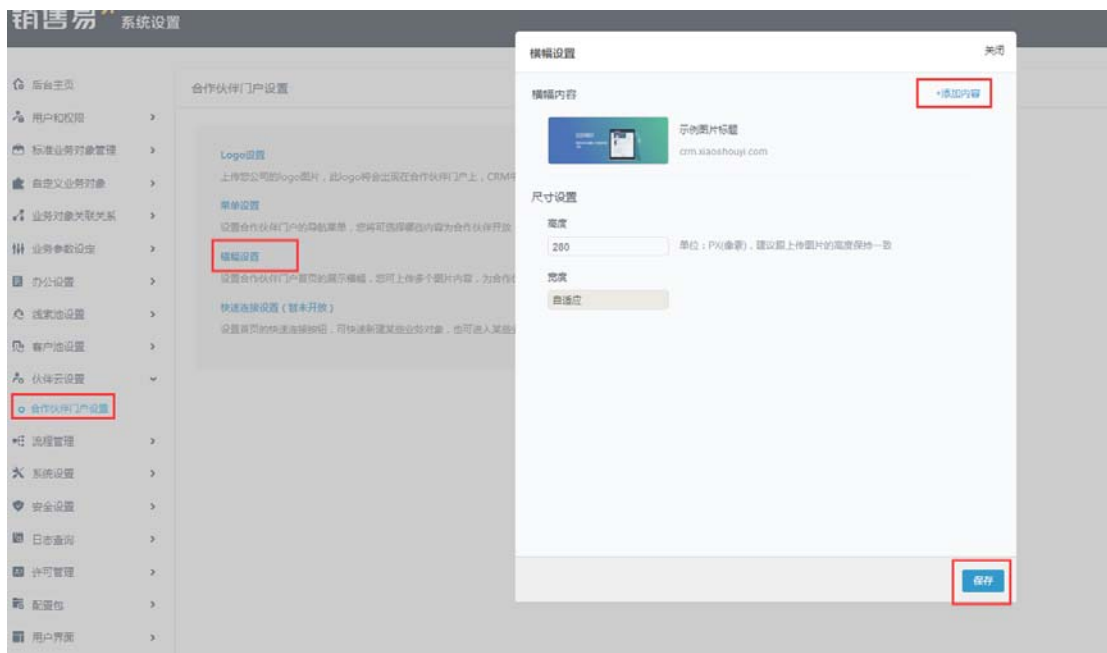 销售易 系统设置
后台主页
用户和权限
标准业务对象管理
自定义业务对象
业务对象关联关系
业务参数设定
办公设置
线索池设置
客户池设置
伙伴云设置
合作伙伴门户设置
流程管理
系统设置
安全设置
日志查询
许可管理
配置包
用户界面
合作伙伴门户设置
Logo设置
上传您公司的logo图片，此logo将会出现在合作伙伴门户上，CRM中
菜单设置
设置合作伙伴门户的导航菜单，您将可选择哪些内容为合作伙伴开放
横幅设置
设置合作伙伴门户首页的展示横幅，您可上传多个图片内容，为合作伙
快速连接设置（暂未开放）
设置首页的快速连接按钮，可快速新建某些业务对象，也可进入某些业
横幅设置 关闭
横幅内容 +添加内容
示例图片标题
crm.xiaoshouyi.com
尺寸设置
高度
280 单位：PX(像素)，建议跟上传图片的高度保持一致
宽度
自适应
保存